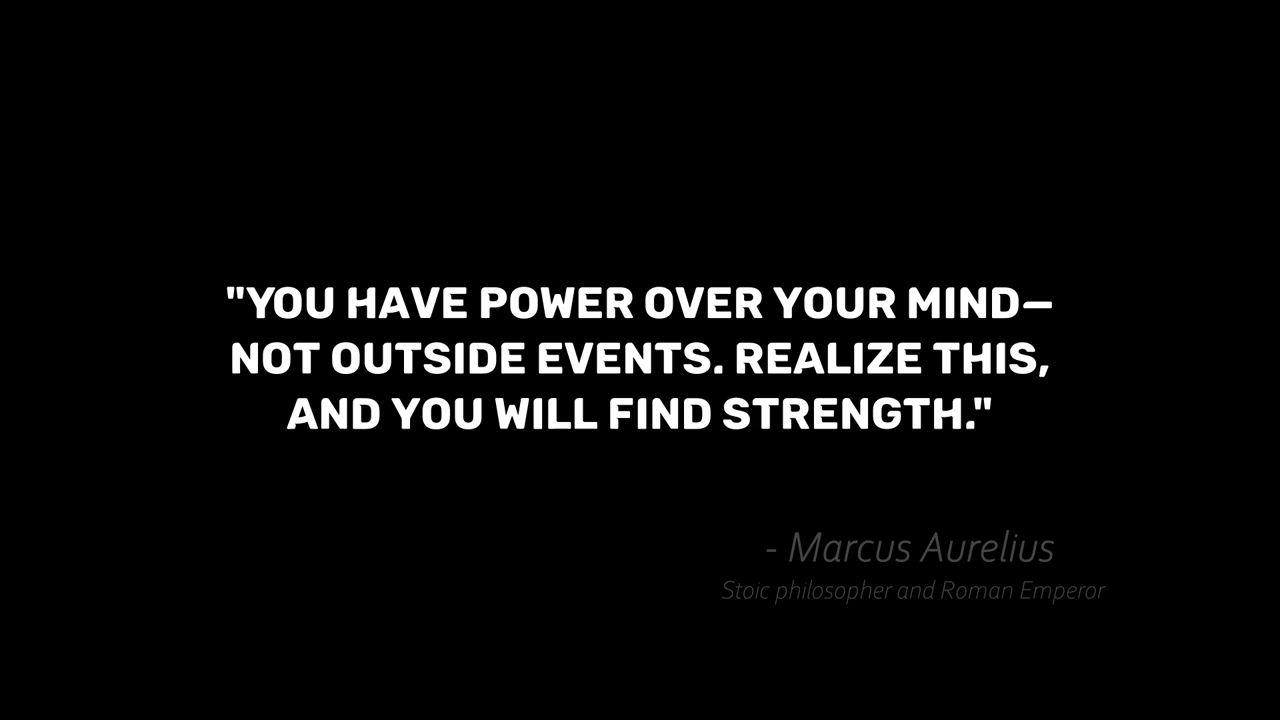 "YOU HAVE POWER OVER YOUR MIND—
NOT OUTSIDE EVENTS. REALIZE THIS,
AND YOU WILL FIND STRENGTH."
- Marcus Aurelius
Stoic philosopher and Roman Emperor